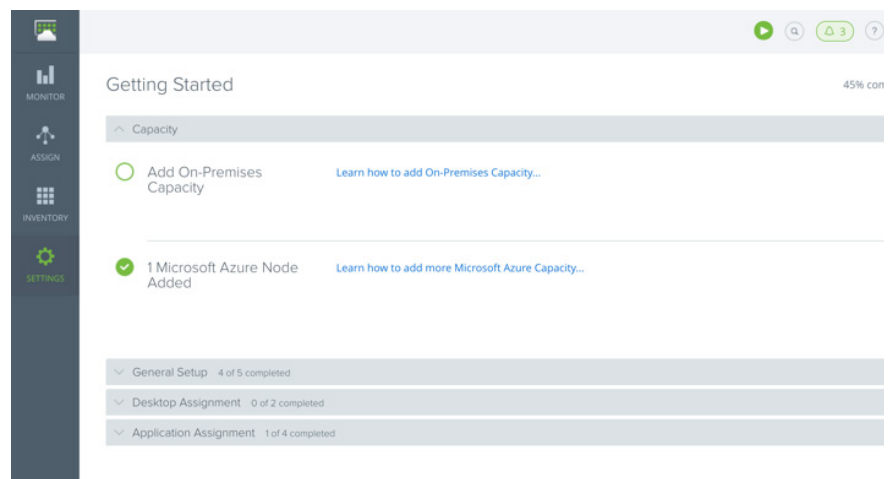 3
?
MONITOR
Getting Started
45% com
Capacity
ASSIGN
Add On-Premises
Capacity
Learn how to add On-Premises Capacity...
INVENTORY
1 Microsoft Azure Node
Added
Learn how to add more Microsoft Azure Capacity...
SETTINGS
General Setup 4 of 5 completed
Desktop Assignment 0 of 2 completed
Application Assignment 1 of 4 completed